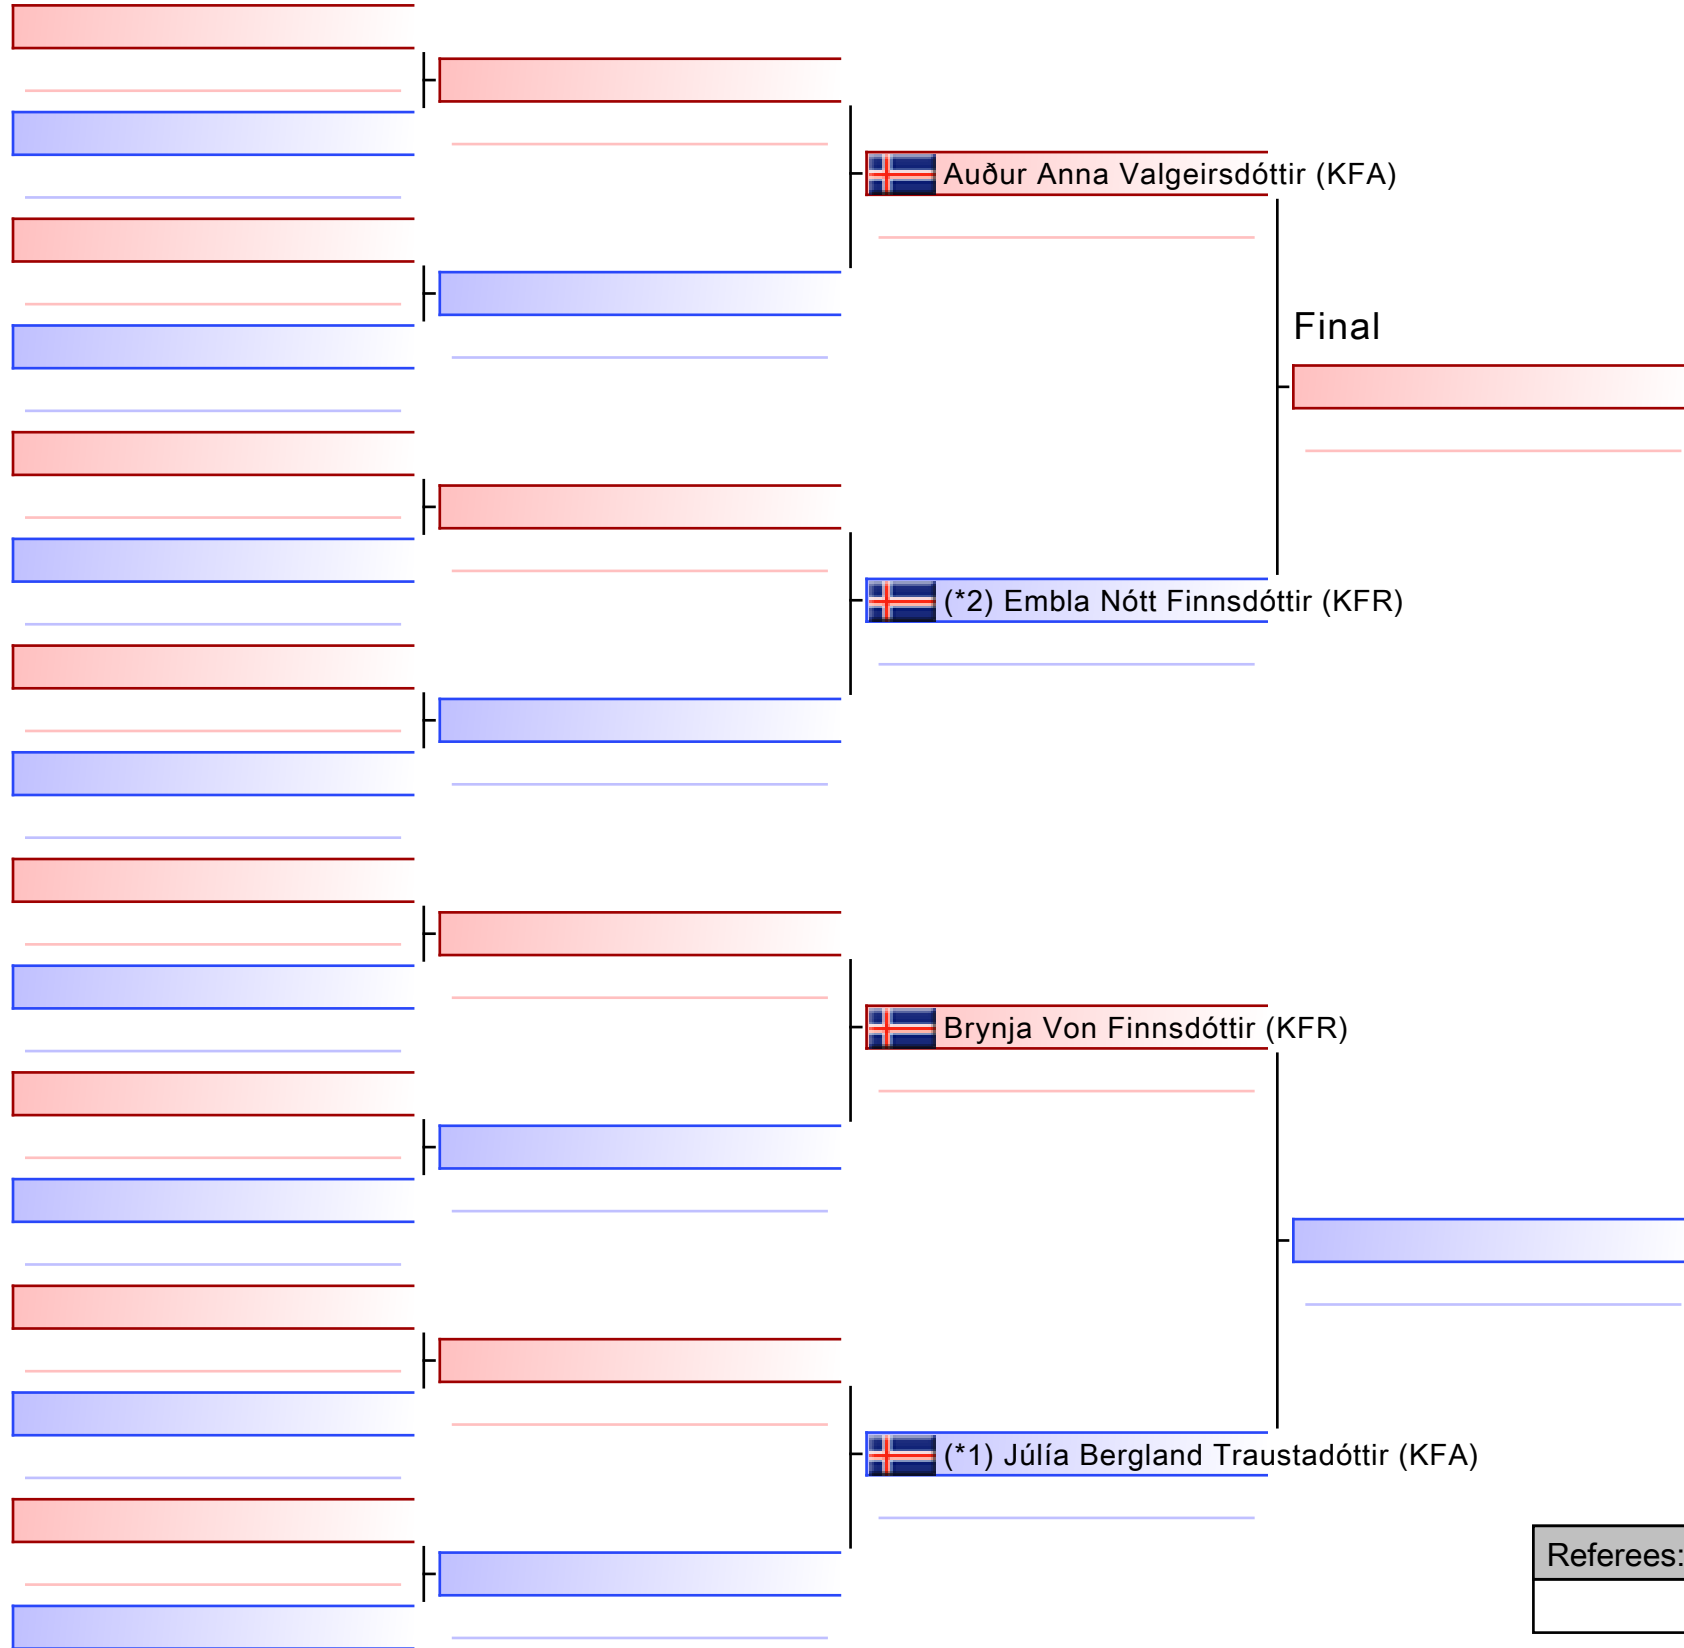 Auður Anna Valgeirsdóttir (KFA)
Final
(*2) Embla Nótt Finnsdóttir (KFR)
Brynja Von Finnsdóttir (KFR)
(*1) Júlía Bergland Traustadóttir (KFA)
Referees: